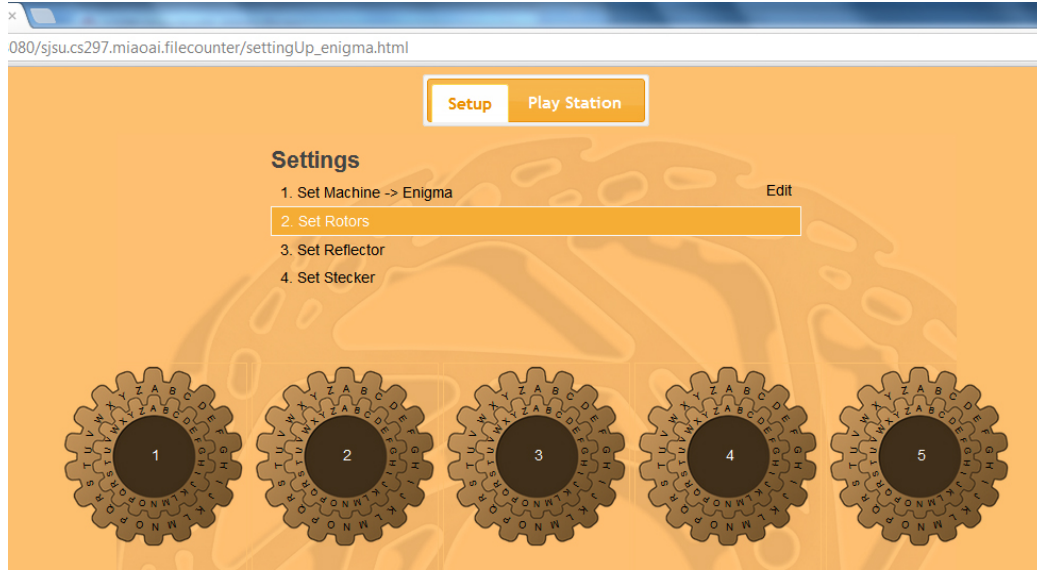 :080/sjsu.cs297.miaoai.filecounter/settingUp_enigma.html
Setup Play Station
Settings
1. Set Machine -> Enigma Edit
2. Set Rotors
3. Set Reflector
4. Set Stecker
1 2 3 4 5